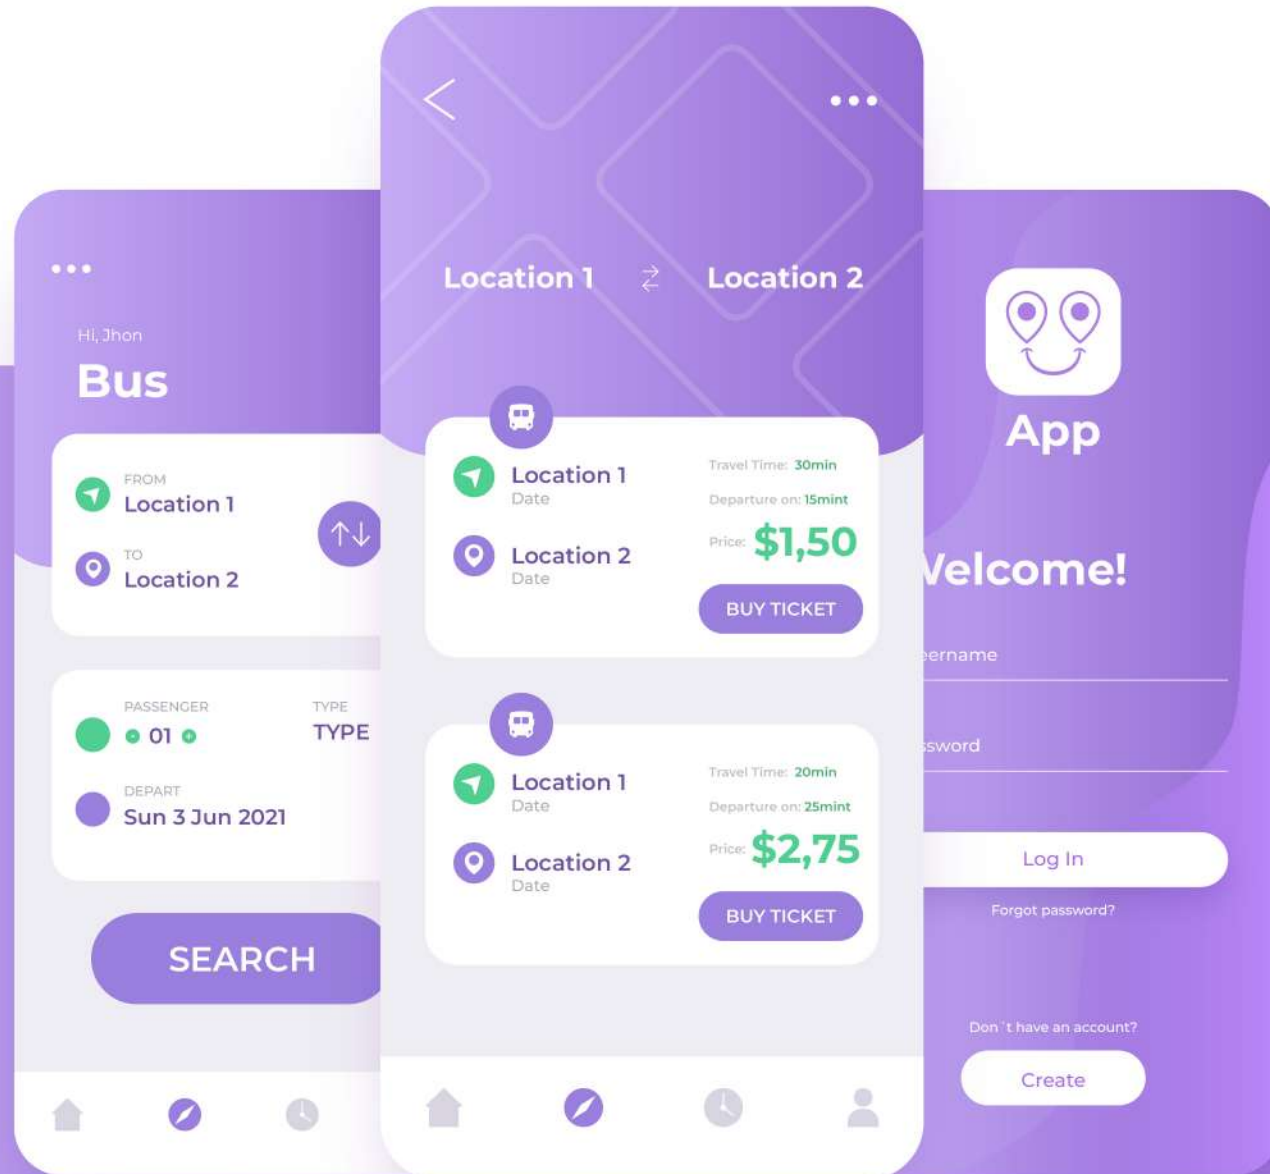 Hi, Jhon
Bus
FROM
Location 1
TO
Location 2
PASSENGER
01
TYPE
TYPE
DEPART
Sun 3 Jun 2021
SEARCH
Location 1
Location 2
Location 1
Date
Location 2
Date
Travel Time: 30min
Departure on: 15mint
Price: $1,50
BUY TICKET
Location 1
Date
Location 2
Date
Travel Time: 20min
Departure on: 25mint
Price: $2,75
BUY TICKET
App
Welcome!
ername
ssword
Log In
Forgot password?
Don´t have an account?
Create